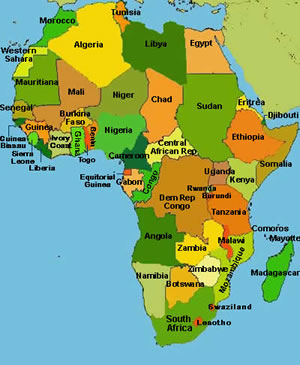 Tunisia
Morocco
Algeria
Libya
Egypt
Western
Sahara
Mauritiana
Mali
Niger
Chad
Sudan
Eritrea
Djibouti
Senegal
Burkina
Faso
Guinea
Guinea
Bissau
Sierra
Leone
Liberia
Ivory
Coast
Ghana
Togo
Benin
Nigeria
Cameroon
Central
African Rep
Ethiopia
Somalia
Equitorial
Guinea
Gabon
Congo
Uganda
Kenya
Rwanda
Burundi
Dem Rep
Congo
Tanzania
Comoros
Mayotte
Angola
Zambia
Malawi
Mozambique
Zimbabwe
Madagascar
Namibia
Botswana
Swaziland
South
Africa
Lesotho